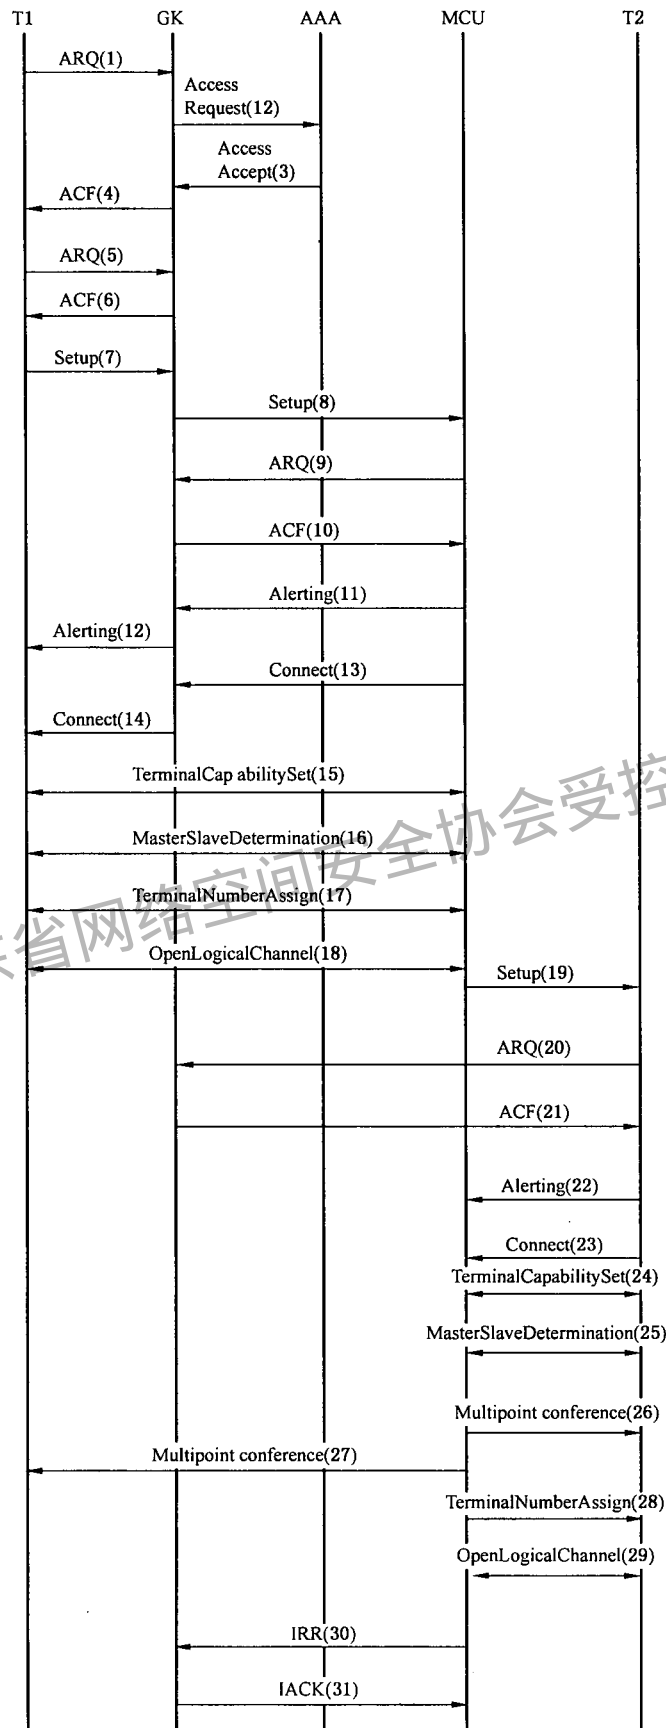 T1 GK AAA MCU T2
ARQ(1)
Access
Request(12)
Access
Accept(3)
ACF(4)
ARQ(5)
ACF(6)
Setup(7)
Setup(8)
ARQ(9)
ACF(10)
Alerting(11)
Alerting(12)
Connect(13)
Connect(14)
TerminalCap abilitySet(15)
MasterSlaveDetermination(16)
TerminalNumberAssign(17)
OpenLogicalChannel(18)
省网络空间安全协会受控
Setup(19)
ARQ(20)
ACF(21)
Alerting(22)
Connect(23)
TerminalCapabilitySet(24)
MasterSlaveDetermination(25)
Multipoint conference(26)
Multipoint conference(27)
TerminalNumberAssign(28)
OpenLogicalChannel(29)
IRR(30)
IACK(31)